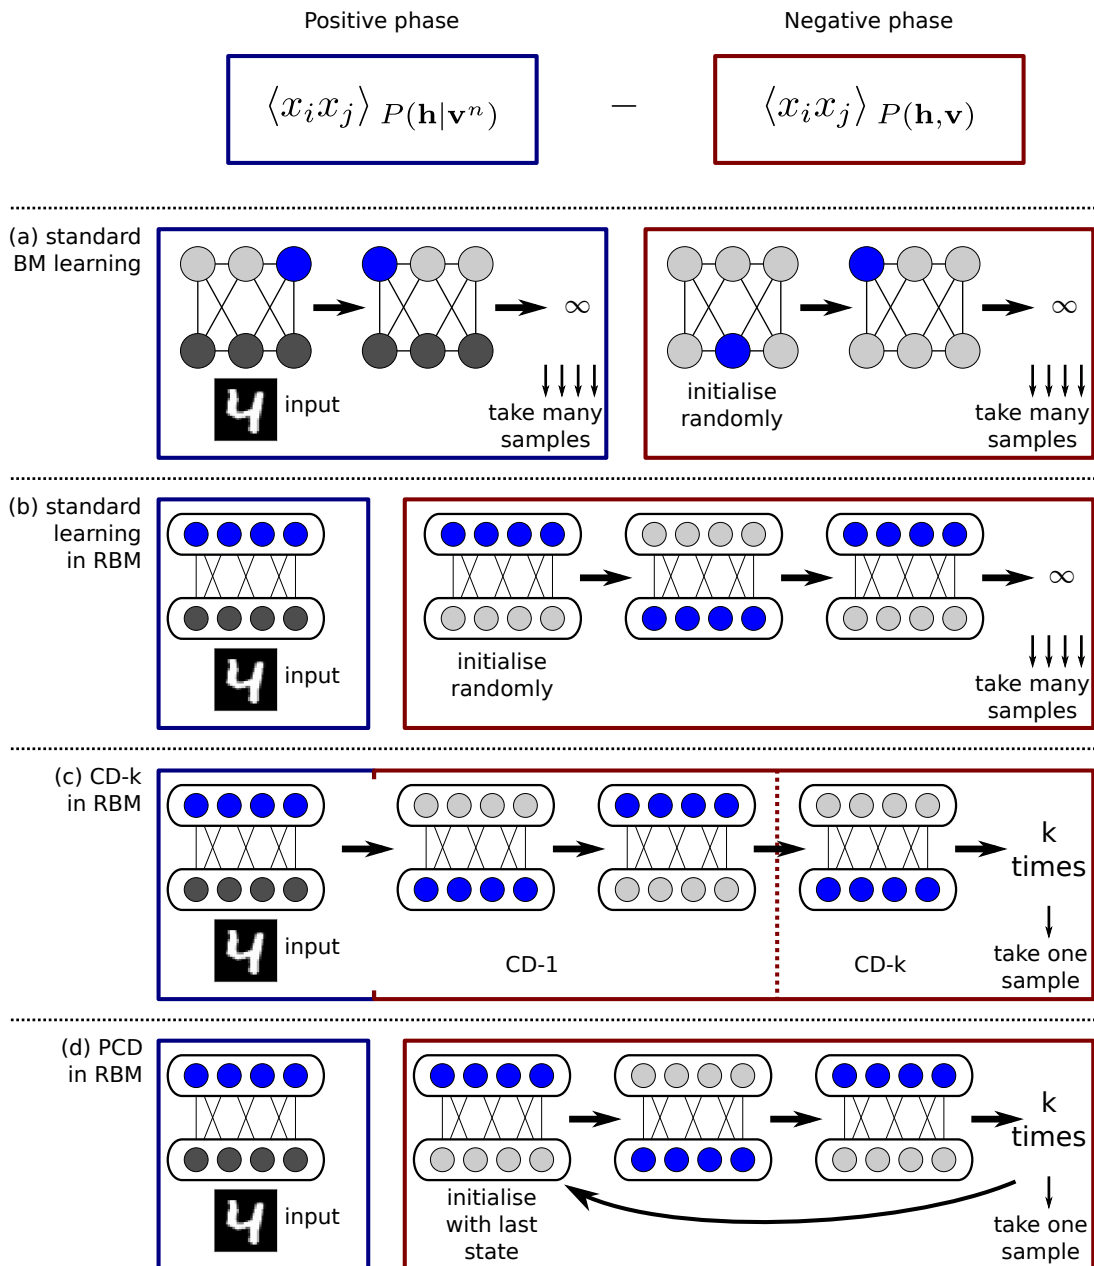 Positive phase
Negative phase
⟨x_i x_j⟩ P(h|v^n) − ⟨x_i x_j⟩ P(h,v)
(a) standard
BM learning
∞
input
take many
samples
initialise
randomly
∞
take many
samples
(b) standard
learning
in RBM
input
initialise
randomly
∞
take many
samples
(c) CD-k
in RBM
input
CD-1
CD-k
k
times
take one
sample
(d) PCD
in RBM
input
initialise
with last
state
k
times
take one
sample